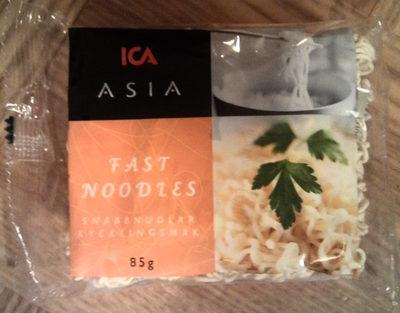 ICA
ASIA
FAST
NOODLES
SNABBNUDLAR
KYCKLINGSMAK
85g